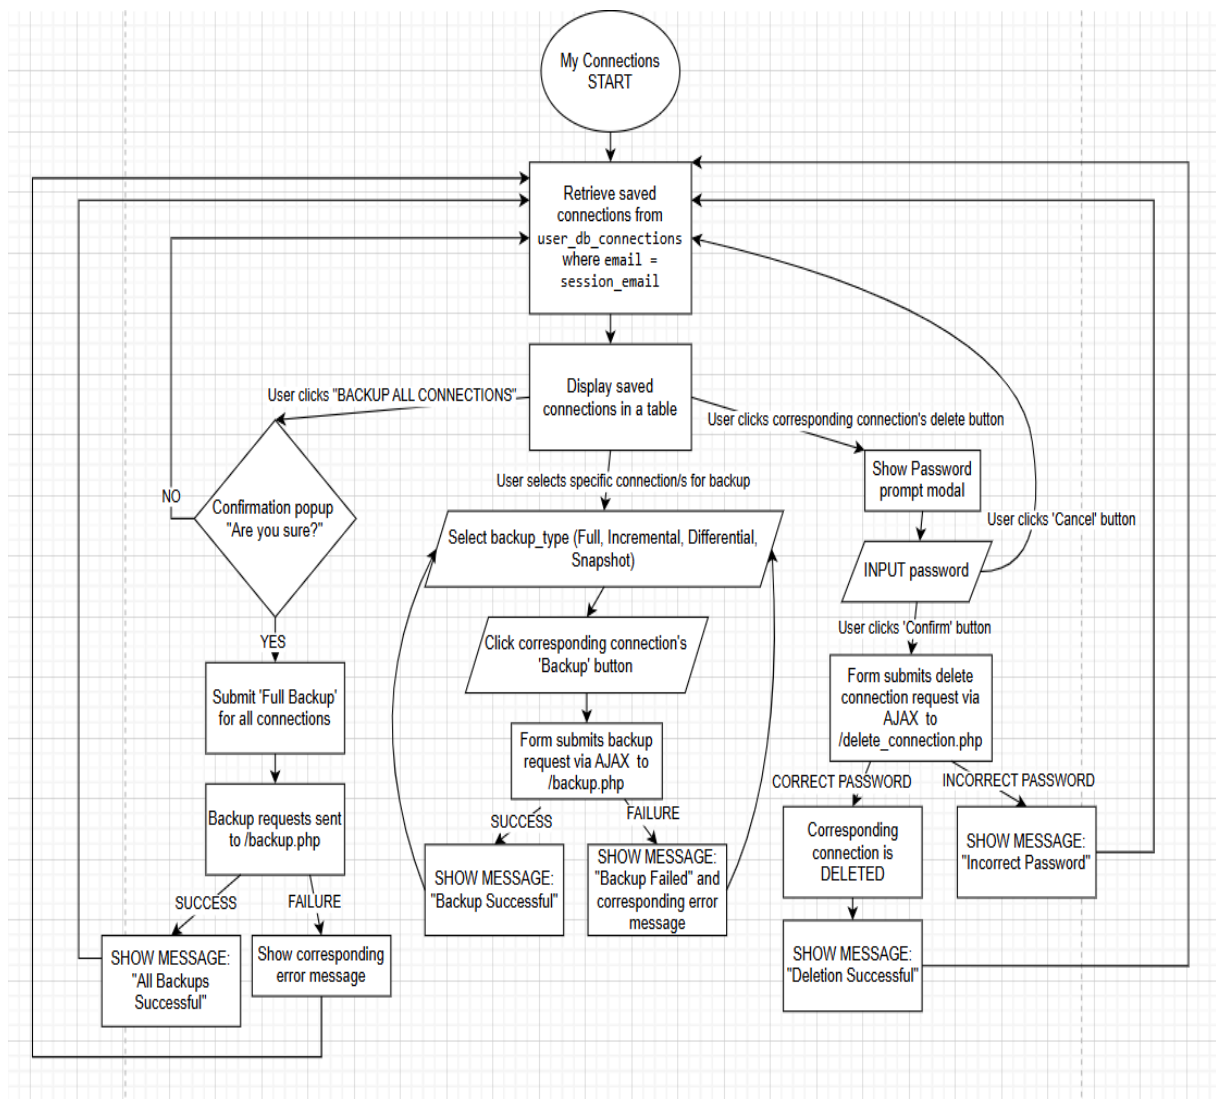 My Connections
START
Retrieve saved
connections from
user_db_connections
where email =
session_email
Display saved
connections in a table
User clicks "BACKUP ALL CONNECTIONS"
User clicks corresponding connection's delete button
User selects specific connection/s for backup
NO
Confirmation popup
"Are you sure?"
YES
Submit 'Full Backup'
for all connections
Backup requests sent
to /backup.php
SUCCESS
FAILURE
SHOW MESSAGE:
"All Backups
Successful"
Show corresponding
error message
Select backup_type (Full, Incremental, Differential,
Snapshot)
Click corresponding connection's
'Backup' button
Form submits backup
request via AJAX to
/backup.php
SUCCESS
FAILURE
SHOW MESSAGE:
"Backup Successful"
SHOW MESSAGE:
"Backup Failed" and
corresponding error
message
Show Password
prompt modal
User clicks 'Cancel' button
INPUT password
User clicks 'Confirm' button
Form submits delete
connection request via
AJAX to
/delete_connection.php
CORRECT PASSWORD
INCORRECT PASSWORD
Corresponding
connection is
DELETED
SHOW MESSAGE:
"Incorrect Password"
SHOW MESSAGE:
"Deletion Successful"